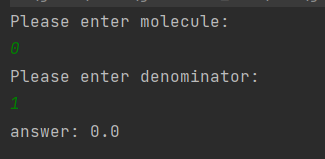 Please enter molecule:
0
Please enter denominator:
1
answer: 0.0